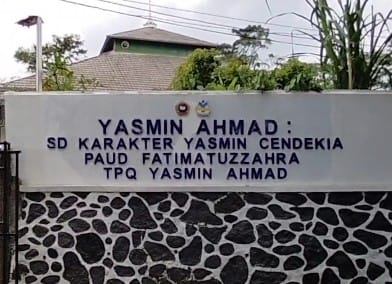 YASMIN AHMAD :
SD KARAKTER YASMIN CENDEKIA
PAUD FATIMATUZZAHRA
TPQ YASMIN AHMAD